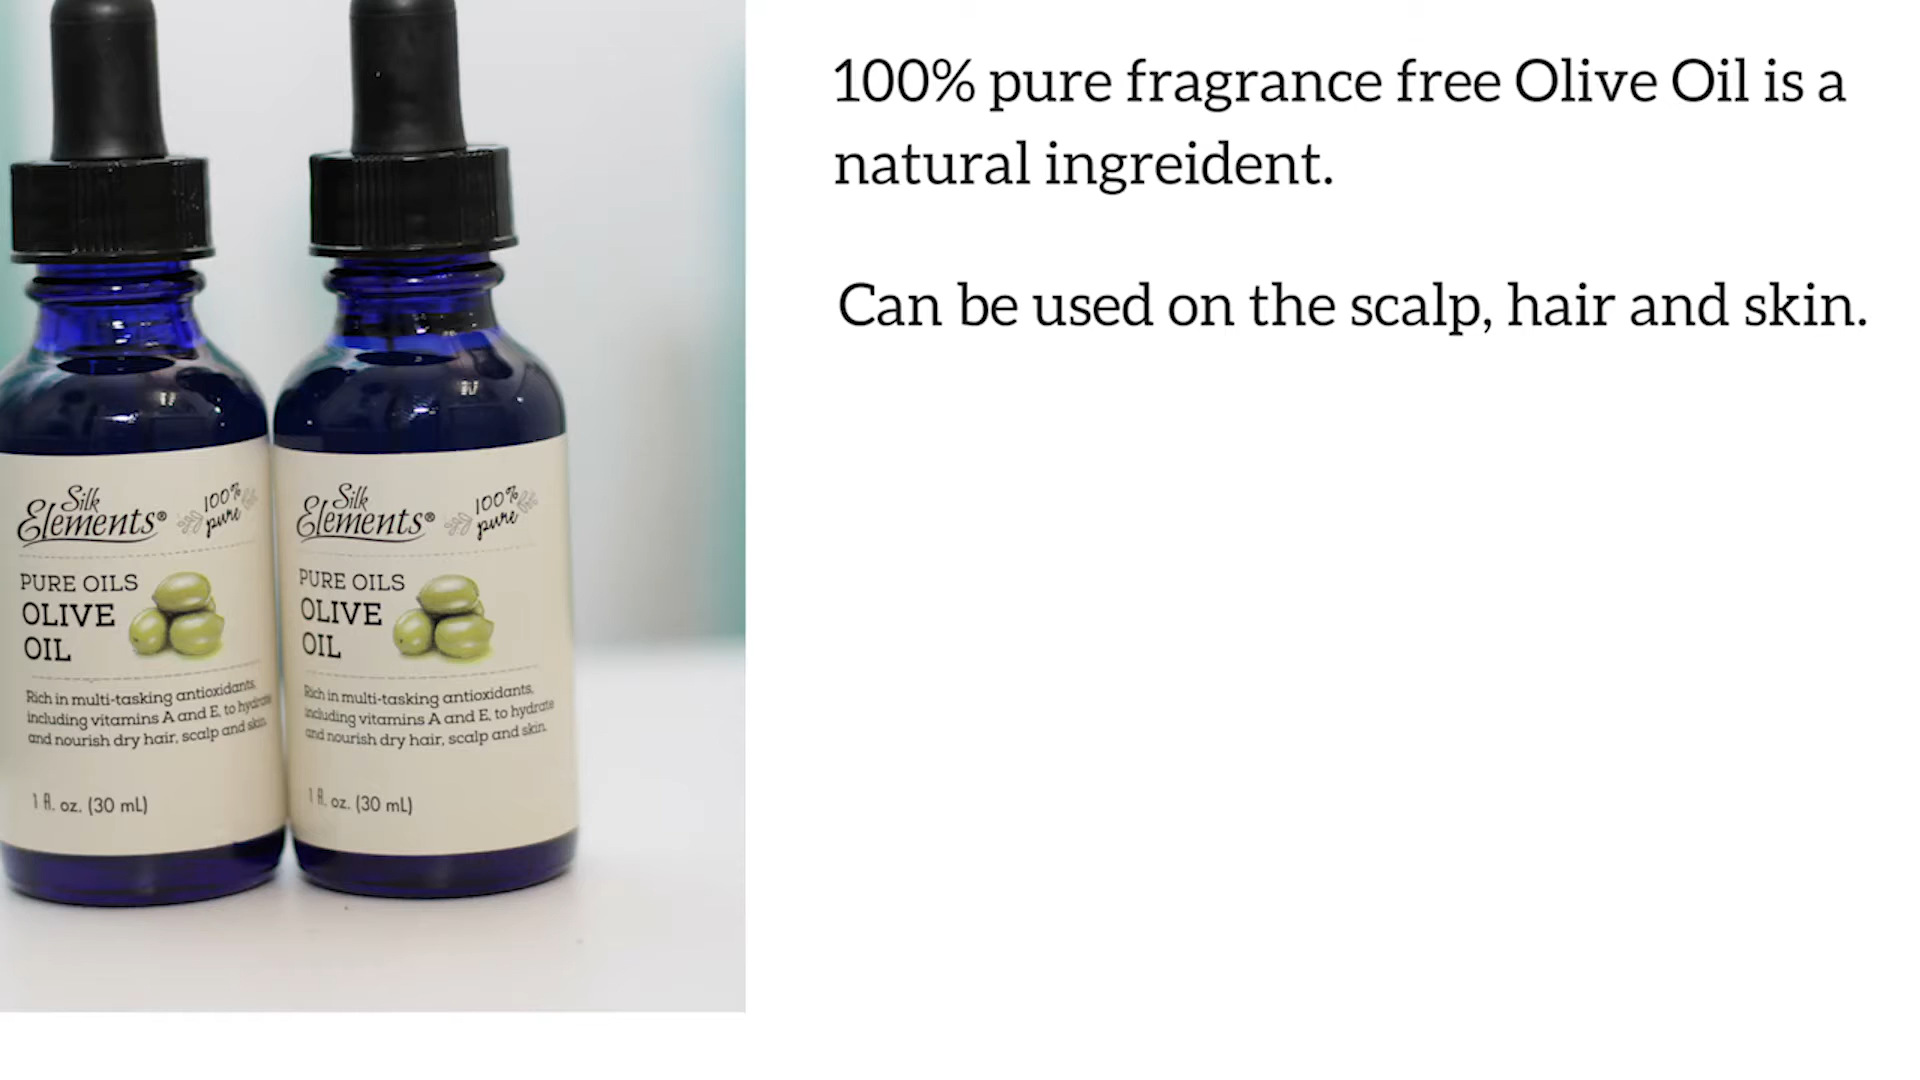 100% pure fragrance free Olive Oil is a
natural ingreident.
Can be used on the scalp, hair and skin.
Silk
Elements®
100%
pure
PURE OILS
OLIVE
OIL
Rich in multi-tasking antioxidants,
including vitamins A and E, to hydrate
and nourish dry hair, scalp and skin.
1 fl. oz. (30 mL)
Silk
Elements®
100%
pure
PURE OILS
OLIVE
OIL
Rich in multi-tasking antioxidants,
including vitamins A and E, to hydrate
and nourish dry hair, scalp and skin.
1 fl. oz. (30 mL)